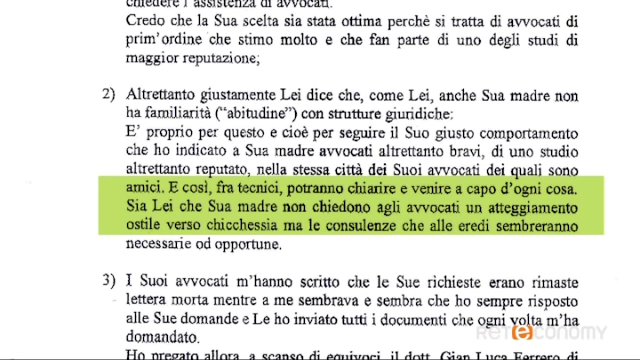 chiedere l'assistenza di avvocati.
Credo che la Sua scelta sia stata ottima perchè si tratta di avvocati di
prim'ordine che stimo molto e che fan parte di uno degli studi di
maggior reputazione;
2) Altrettanto giustamente Lei dice che, come Lei, anche Sua madre non
ha familiarità ("abitudine") con strutture giuridiche:
E' proprio per questo e cioè per seguire il Suo giusto comportamento
che ho indicato a Sua madre avvocati altrettanto bravi, di uno studio
altrettanto reputato, nella stessa città dei Suoi avvocati dei quali sono
amici. E così, fra tecnici, potranno chiarire e venire a capo d'ogni cosa.
Sia Lei che Sua madre non chiedono agli avvocati un atteggiamento
ostile verso chicchessia ma le consulenze che alle eredi sembreranno
necessarie od opportune.
3) I Suoi avvocati m'hanno scritto che le Sue richieste erano rimaste
lettera morta mentre a me sembrava e sembra che ho sempre risposto
alle Sue domande e Le ho inviato tutti i documenti che ogni volta m'ha
domandato.
Ho pregato allora, a scanso di equivoci, il dott. Gian Luca Ferrero di
RETECONOMY